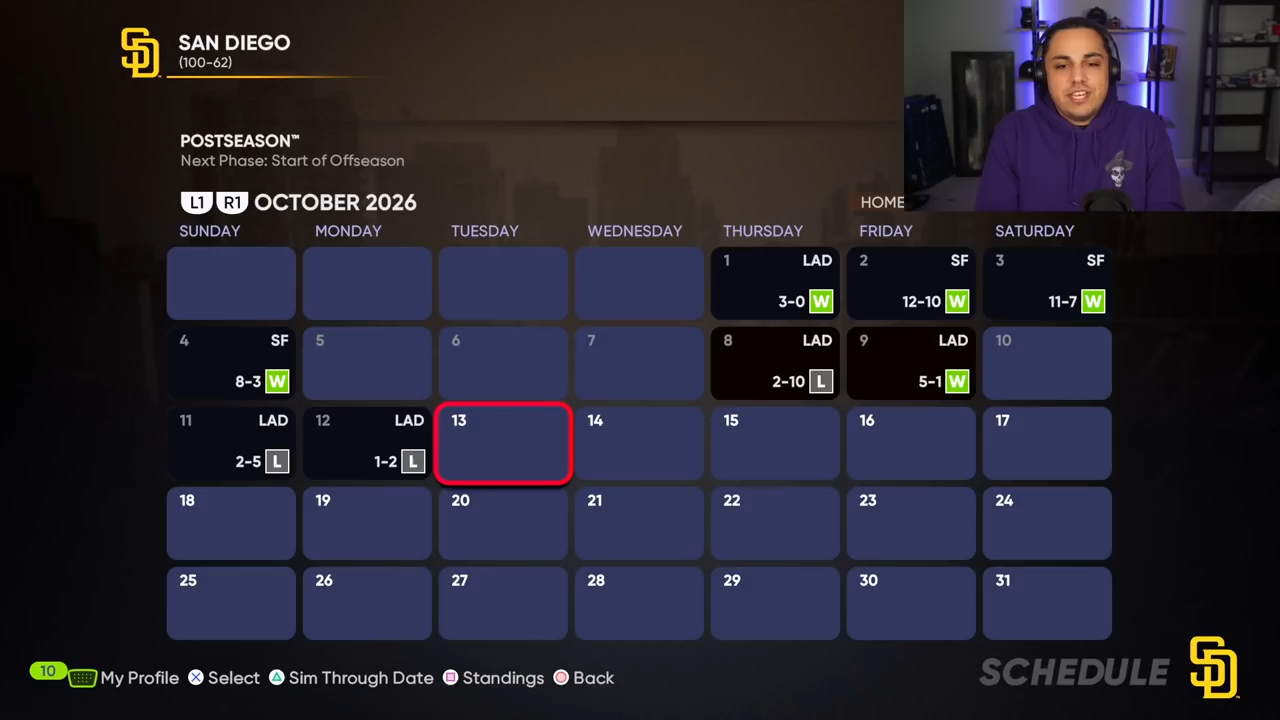 SD
SAN DIEGO
(100-62)
POSTSEASON™
Next Phase: Start of Offseason
L1 R1 OCTOBER 2026
HOME
SUNDAY MONDAY TUESDAY WEDNESDAY THURSDAY FRIDAY SATURDAY
1 LAD 2 SF 3 SF
3-0 W 12-10 W 11-7 W
4 SF 5 6 7 8 LAD 9 LAD 10
8-3 W 2-10 L 5-1 W
11 LAD 12 LAD 13 14 15 16 17
2-5 L 1-2 L
18 19 20 21 22 23 24
25 26 27 28 29 30 31
10 My Profile Select Sim Through Date Standings Back
SCHEDULE SD